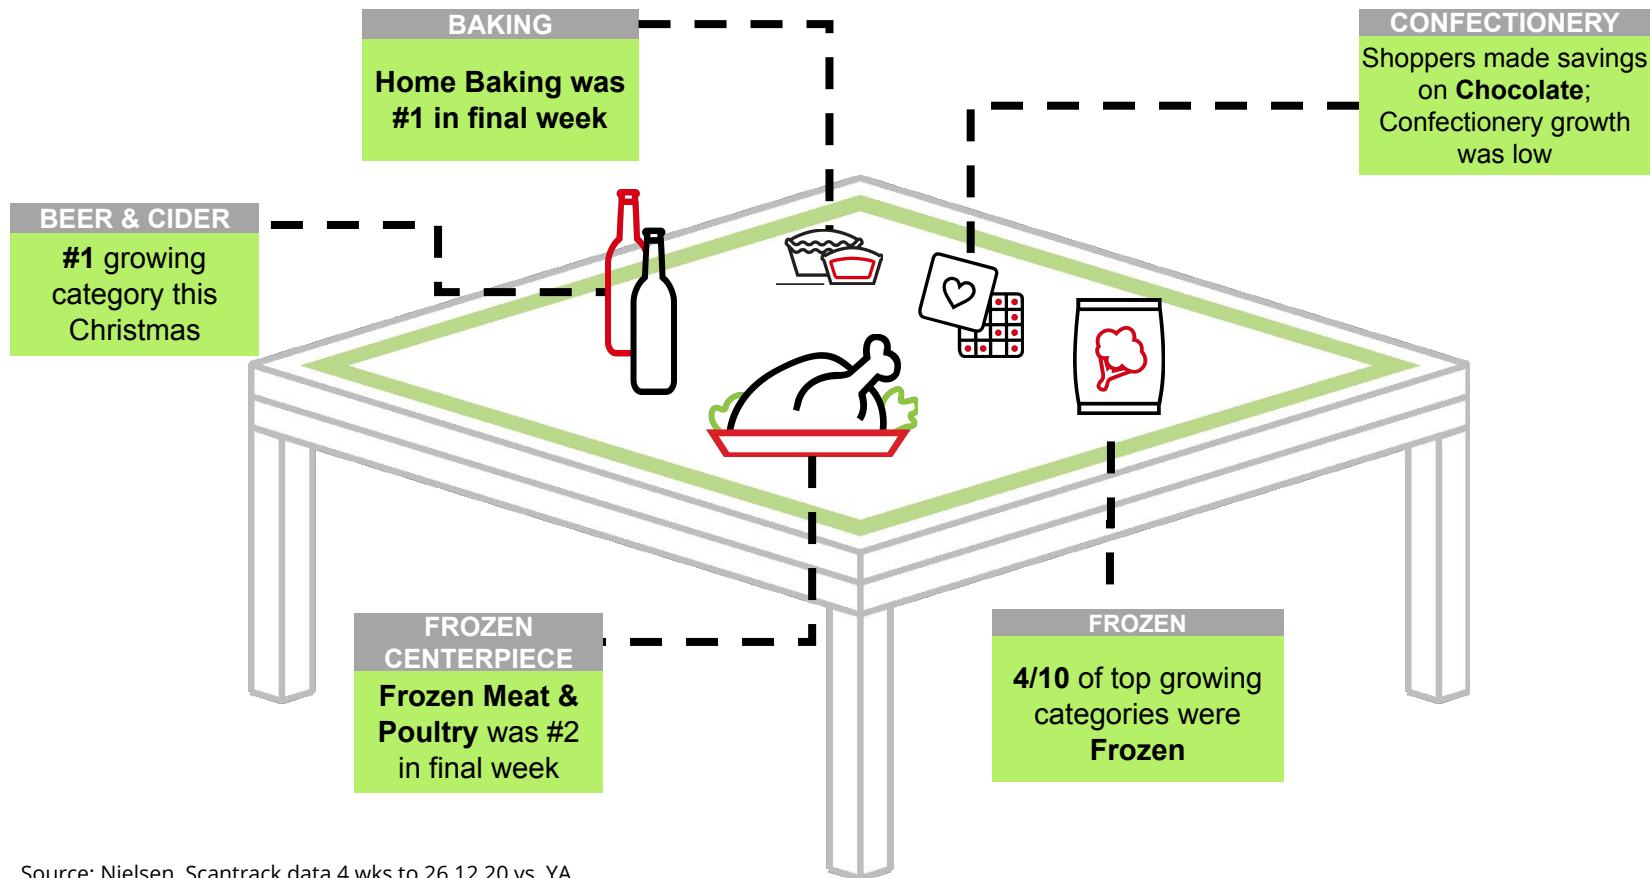 BAKING
Home Baking was
#1 in final week
CONFECTIONERY
Shoppers made savings
on Chocolate;
Confectionery growth
was low
BEER & CIDER
#1 growing
category this
Christmas
FROZEN
CENTERPIECE
Frozen Meat &
Poultry was #2
in final week
FROZEN
4/10 of top growing
categories were
Frozen
Source: Nielsen, Scantrack data 4 wks to 26.12.20 vs. YA